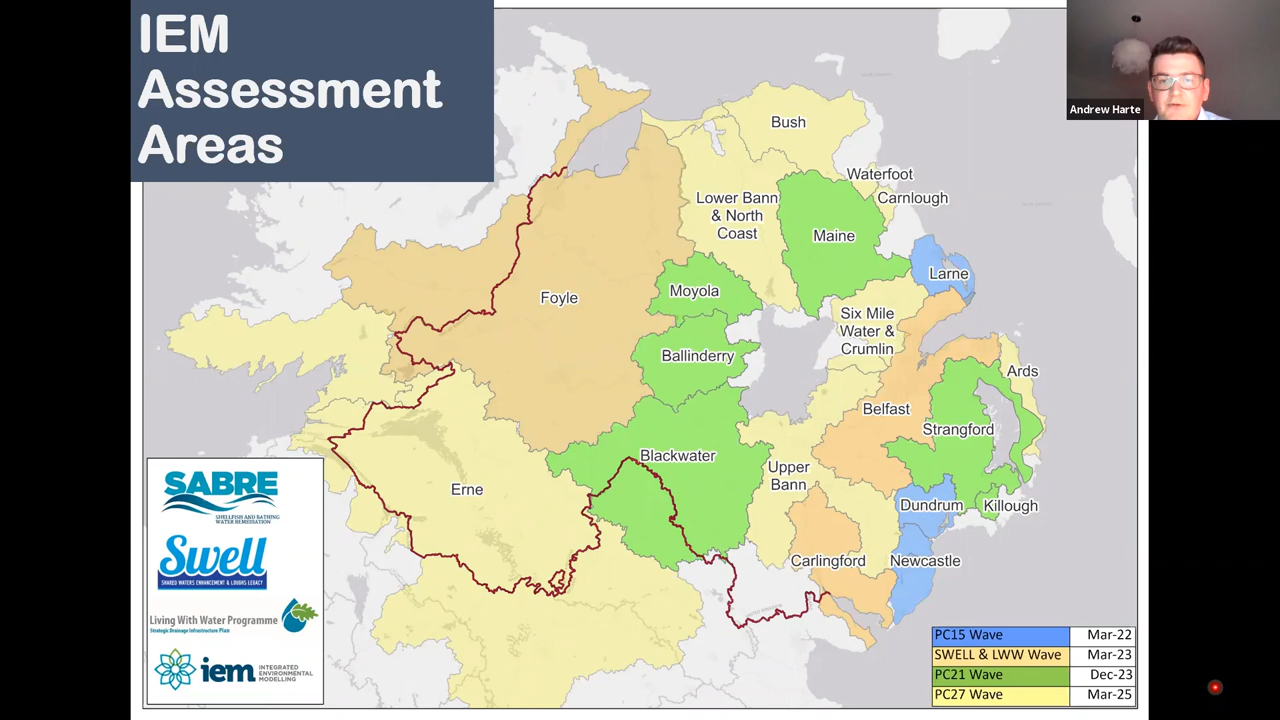 IEM
Assessment
Areas
Andrew Harte
Bush
Waterfoot
Carnlough
Lower Bann
& North
Coast
Maine
Larne
Moyola
Foyle
Six Mile
Water &
Crumlin
Ballinderry
Ards
Belfast
Strangford
Blackwater
Upper
Bann
Erne
Dundrum
Killough
Carlingford
Newcastle
SABRE
SHELLFISH AND BATHING
WATER REMEDIATION
Swell
SHARED WATERS ENHANCEMENT & LOUGHS LEGACY
Living With Water Programme
Strategic Drainage Infrastructure Plan
iem
INTEGRATED
ENVIRONMENTAL
MODELLING
PC15 Wave Mar-22
SWELL & LWW Wave Mar-23
PC21 Wave Dec-23
PC27 Wave Mar-25